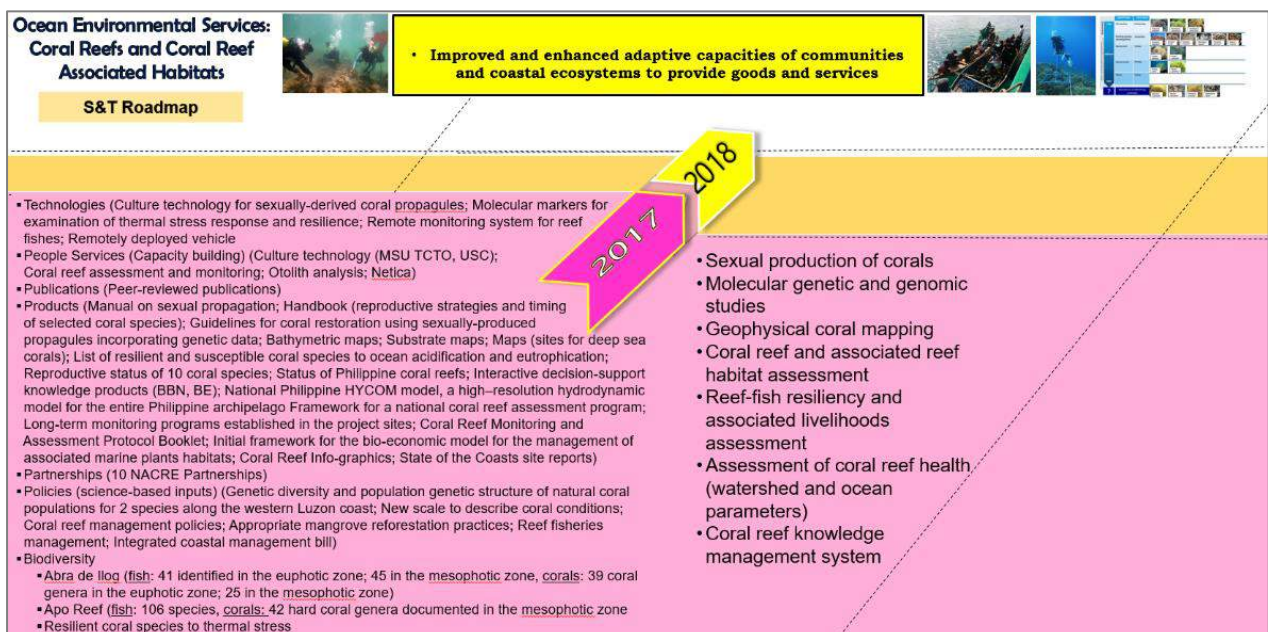 Ocean Environmental Services:
Coral Reefs and Coral Reef
Associated Habitats
S&T Roadmap
• Improved and enhanced adaptive capacities of communities
and coastal ecosystems to provide goods and services
2018
2017
▪ Technologies (Culture technology for sexually-derived coral propagules; Molecular markers for
examination of thermal stress response and resilience; Remote monitoring system for reef
fishes; Remotely deployed vehicle
▪ People Services (Capacity building) (Culture technology (MSU TCTO, USC);
Coral reef assessment and monitoring; Otolith analysis; Netica)
▪ Publications (Peer-reviewed publications)
▪ Products (Manual on sexual propagation; Handbook (reproductive strategies and timing
of selected coral species); Guidelines for coral restoration using sexually-produced
propagules incorporating genetic data; Bathymetric maps; Substrate maps; Maps (sites for deep sea
corals); List of resilient and susceptible coral species to ocean acidification and eutrophication;
Reproductive status of 10 coral species; Status of Philippine coral reefs; Interactive decision-support
knowledge products (BBN, BE); National Philippine HYCOM model, a high–resolution hydrodynamic
model for the entire Philippine archipelago Framework for a national coral reef assessment program;
Long-term monitoring programs established in the project sites; Coral Reef Monitoring and
Assessment Protocol Booklet; Initial framework for the bio-economic model for the management of
associated marine plants habitats; Coral Reef Info-graphics; State of the Coasts site reports)
▪ Partnerships (10 NACRE Partnerships)
▪ Policies (science-based inputs) (Genetic diversity and population genetic structure of natural coral
populations for 2 species along the western Luzon coast; New scale to describe coral conditions;
Coral reef management policies; Appropriate mangrove reforestation practices; Reef fisheries
management; Integrated coastal management bill)
▪ Biodiversity
▪ Abra de Ilog (fish: 41 identified in the euphotic zone; 45 in the mesophotic zone, corals: 39 coral
genera in the euphotic zone; 25 in the mesophotic zone)
▪ Apo Reef (fish: 106 species, corals: 42 hard coral genera documented in the mesophotic zone
▪ Resilient coral species to thermal stress
• Sexual production of corals
• Molecular genetic and genomic
studies
• Geophysical coral mapping
• Coral reef and associated reef
habitat assessment
• Reef-fish resiliency and
associated livelihoods
assessment
• Assessment of coral reef health
(watershed and ocean
parameters)
• Coral reef knowledge
management system